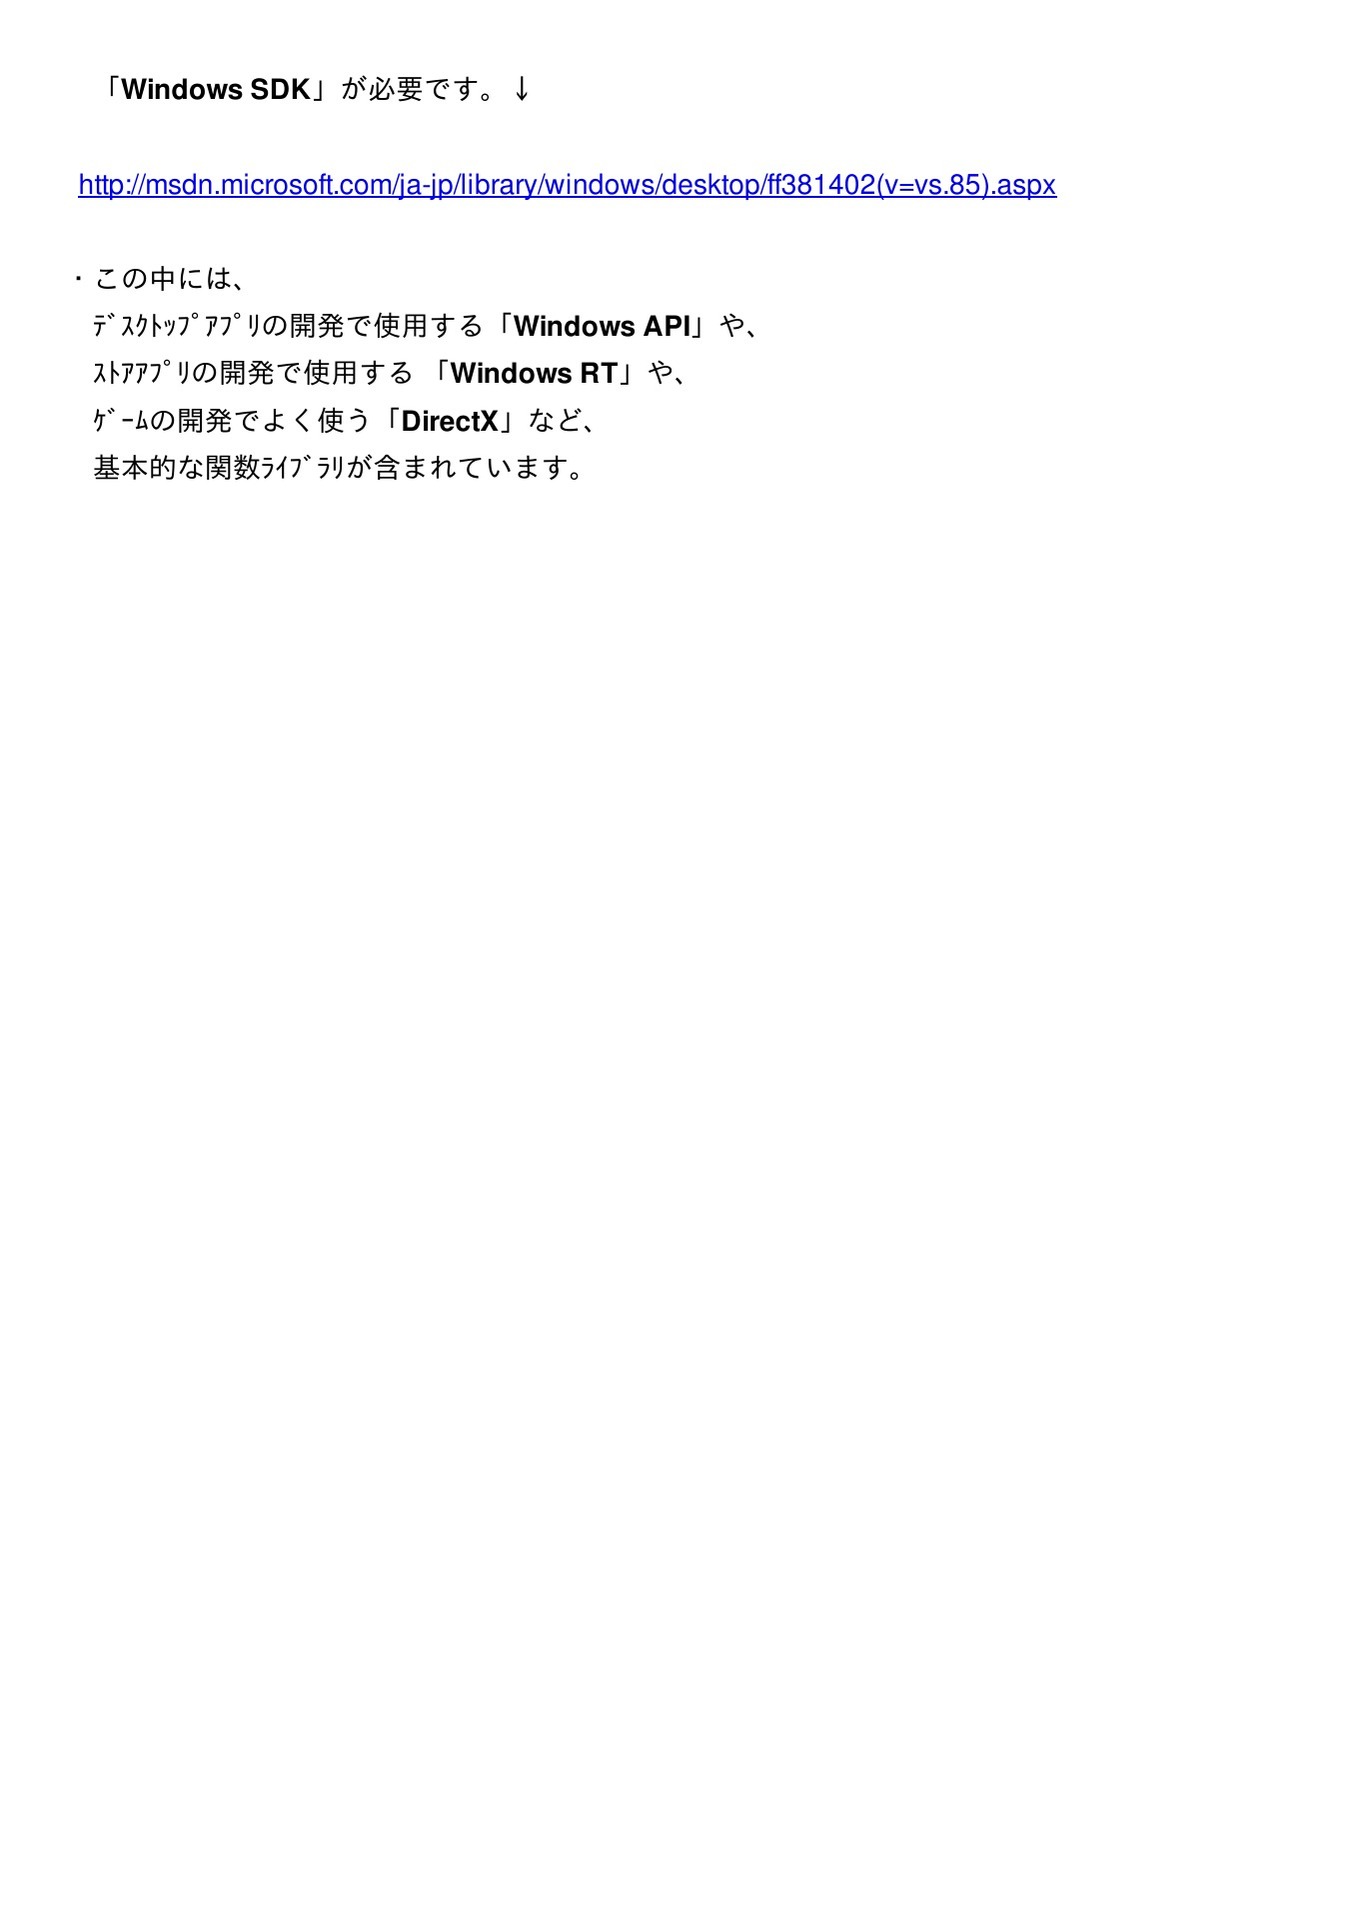 「Windows SDK」が必要です。↓
http://msdn.microsoft.com/ja-jp/library/windows/desktop/ff381402(v=vs.85).aspx
・この中には、
ﾃﾞｽｸﾄｯﾌﾟｱﾌﾟﾘの開発で使用する「Windows API」や、
ｽﾄｱｱﾌﾟﾘの開発で使用する 「Windows RT」や、
ｹﾞｰﾑの開発でよく使う「DirectX」など、
基本的な関数ﾗｲﾌﾞﾗﾘが含まれています。